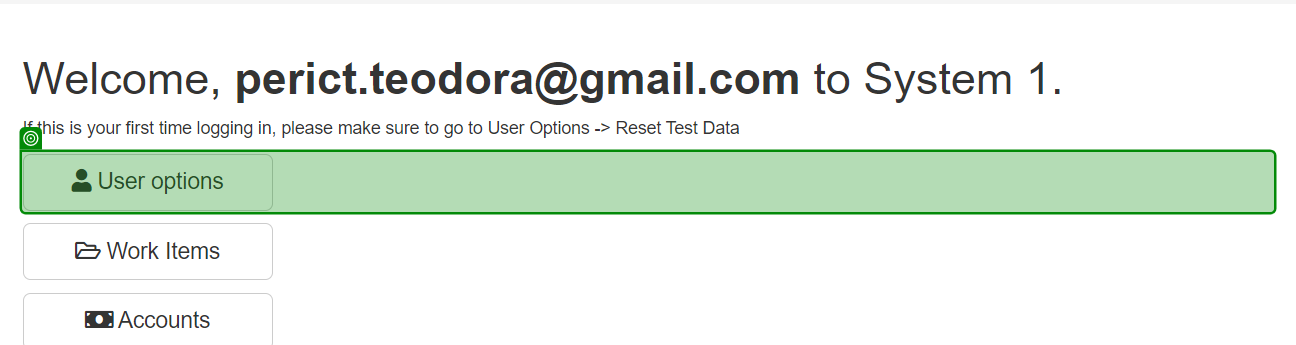 Welcome, perict.teodora@gmail.com to System 1.
If this is your first time logging in, please make sure to go to User Options -> Reset Test Data
User options
Work Items
Accounts